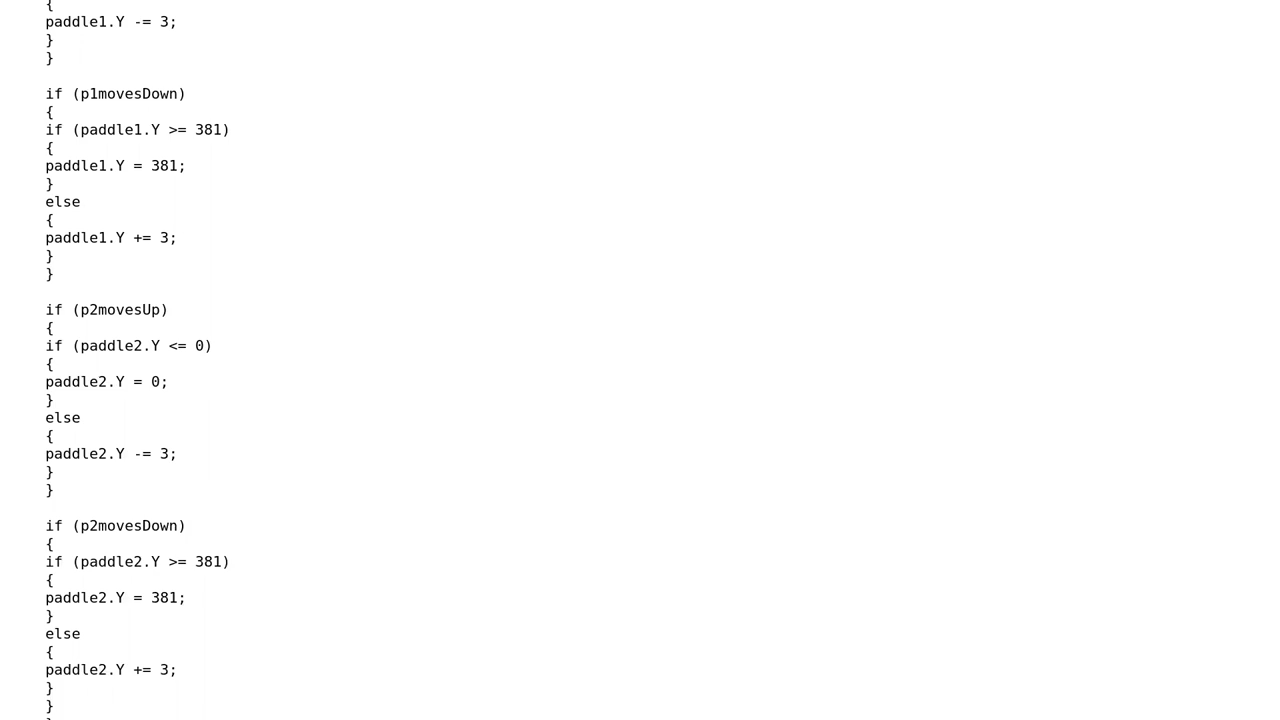 {
paddle1.Y -= 3;
}
}
if (p1movesDown)
{
if (paddle1.Y >= 381)
{
paddle1.Y = 381;
}
else
{
paddle1.Y += 3;
}
}
if (p2movesUp)
{
if (paddle2.Y <= 0)
{
paddle2.Y = 0;
}
else
{
paddle2.Y -= 3;
}
}
if (p2movesDown)
{
if (paddle2.Y >= 381)
{
paddle2.Y = 381;
}
else
{
paddle2.Y += 3;
}
}
}